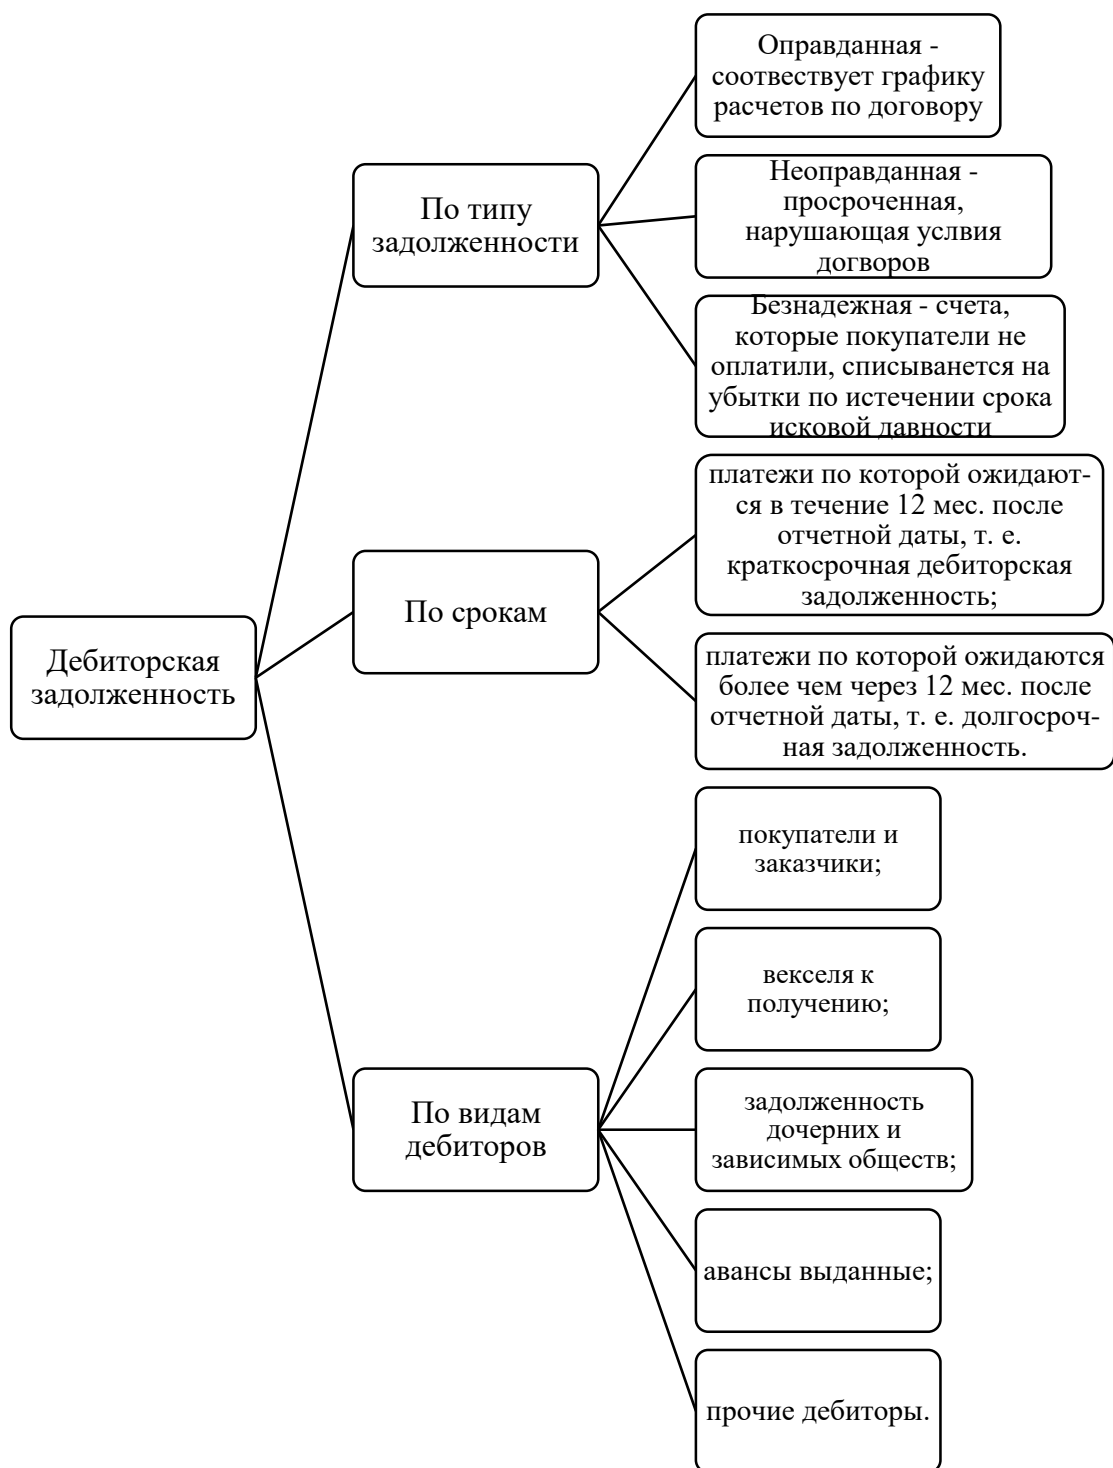 Оправданная -
соотвествует графику
расчетов по договору
По типу
задолженности
Неоправданная -
просроченная,
нарушающая услвия
догворов
Безнадежная - счета,
которые покупатели не
оплатили, списыванется на
убытки по истечении срока
исковой давности
платежи по которой ожидают-
ся в течение 12 мес. после
отчетной даты, т. е.
краткосрочная дебиторская
задолженность;
По срокам
Дебиторская
задолженность
платежи по которой ожидаются
более чем через 12 мес. после
отчетной даты, т. е. долгосроч-
ная задолженность.
покупатели и
заказчики;
векселя к
получению;
По видам
дебиторов
задолженность
дочерних и
зависимых обществ;
авансы выданные;
прочие дебиторы.